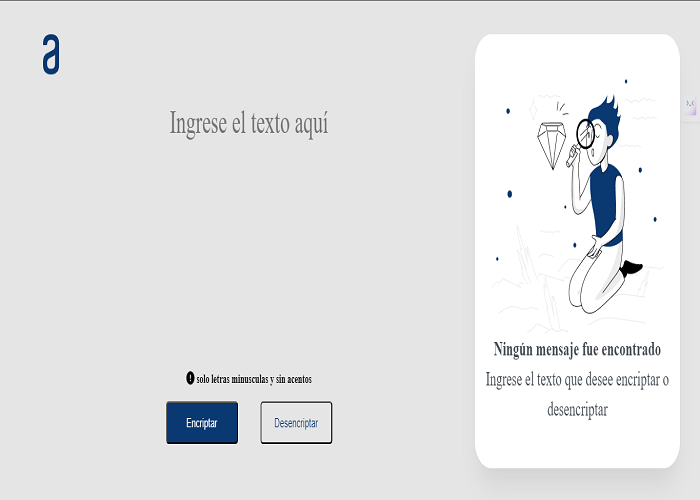 a
Ingrese el texto aquí
solo letras minusculas y sin acentos
Encriptar
Desencriptar
Ningún mensaje fue encontrado
Ingrese el texto que desee encriptar o
desencriptar